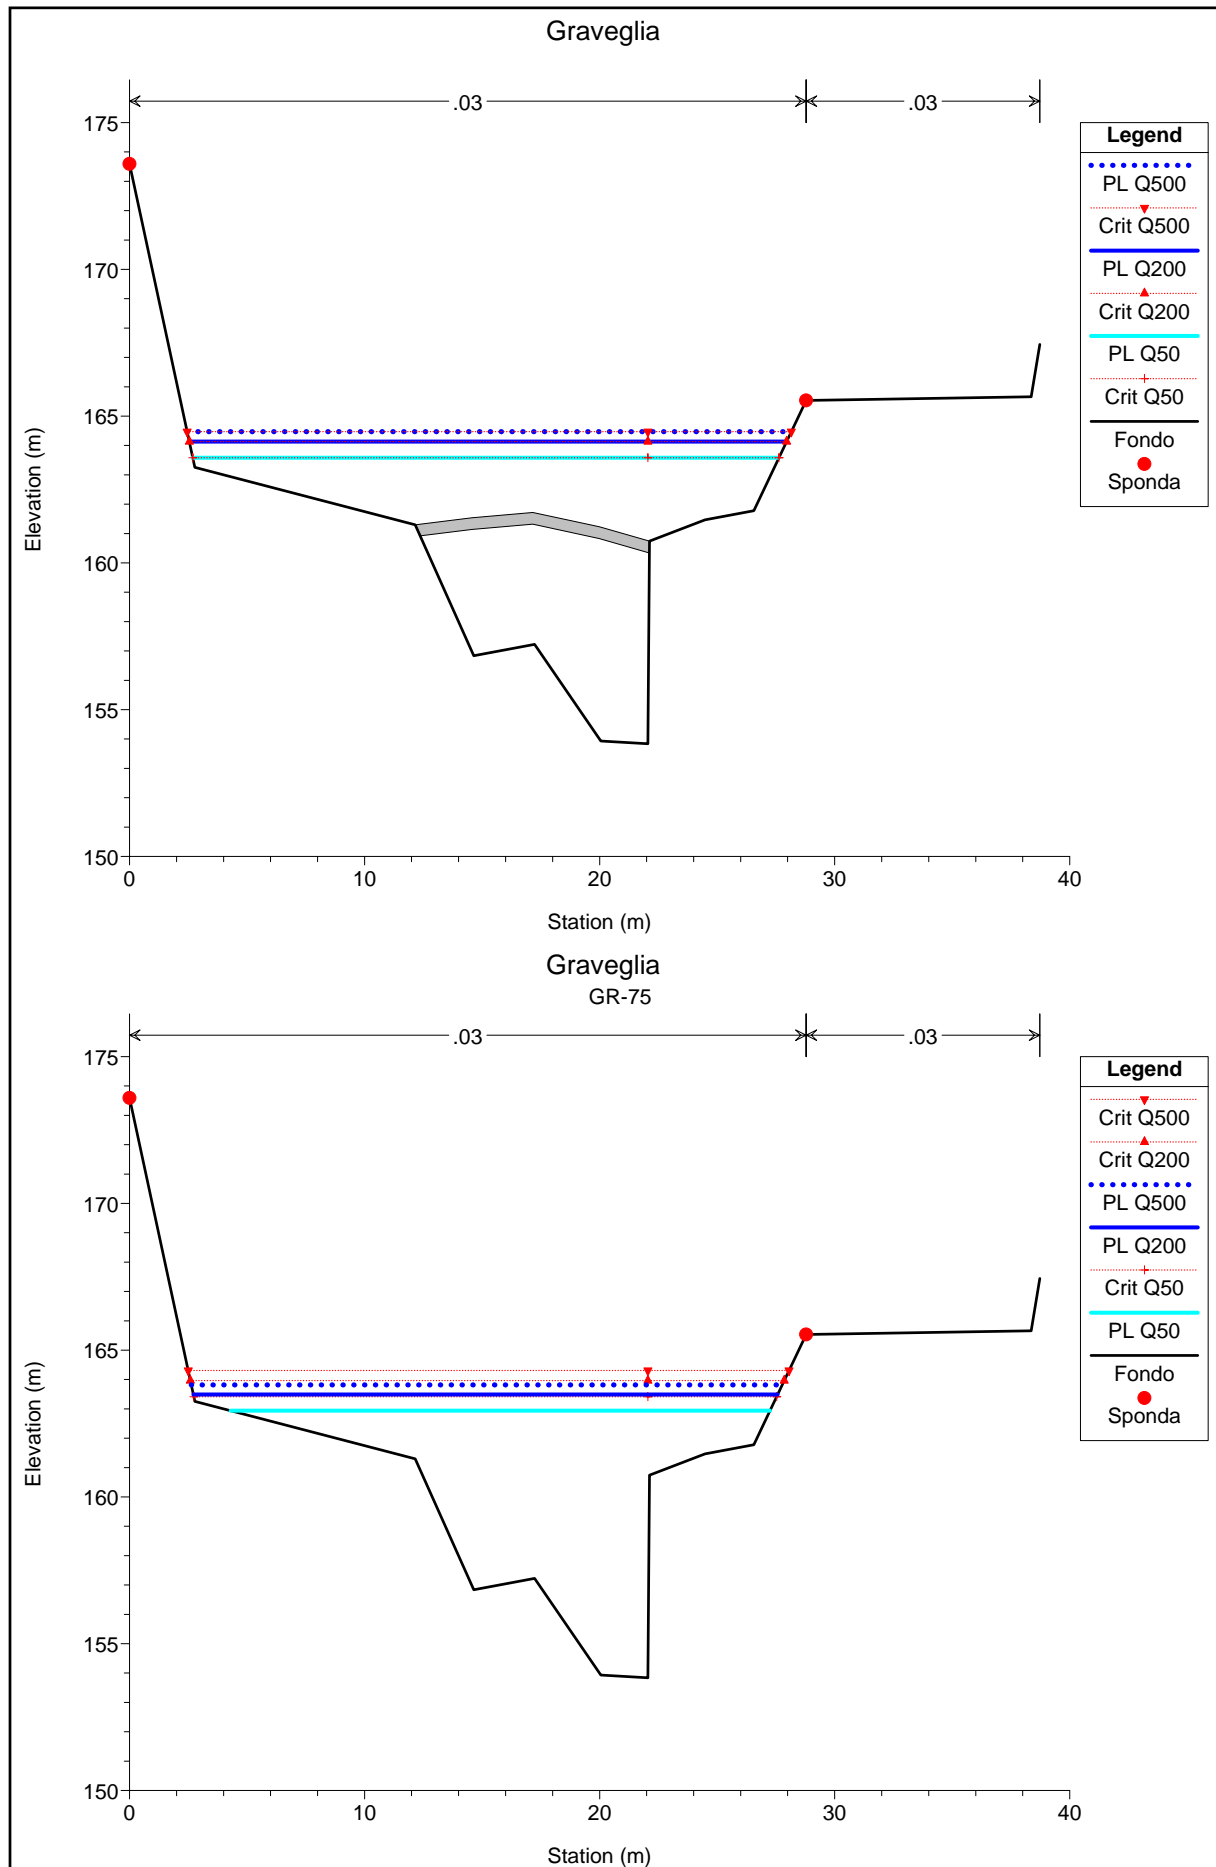 Graveglia
.03
.03
175
170
165
160
155
150
0
10
20
30
40
Elevation (m)
Station (m)
Legend
PL Q500
Crit Q500
PL Q200
Crit Q200
PL Q50
Crit Q50
Fondo
Sponda
Graveglia
GR-75
.03
.03
175
170
165
160
155
150
0
10
20
30
40
Elevation (m)
Station (m)
Legend
Crit Q500
Crit Q200
PL Q500
PL Q200
Crit Q50
PL Q50
Fondo
Sponda